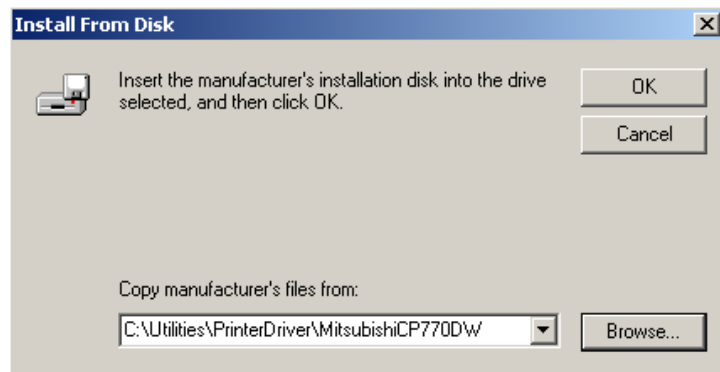 Install From Disk
Insert the manufacturer's installation disk into the drive
selected, and then click OK.
OK
Cancel
Copy manufacturer's files from:
C:\Utilities\PrinterDriver\MitsubishiCP770DW
Browse...